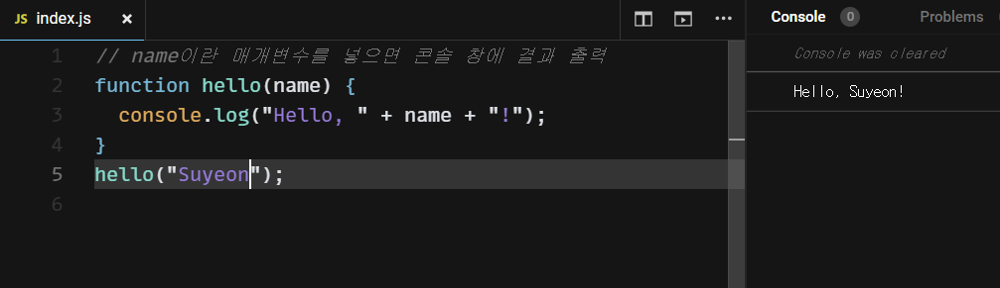 JS index.js ×
Console 0 Problems
Console was cleared
Hello, Suyeon!
1 // name이란 매개변수를 넣으면 콘솔 창에 결과 출력
2 function hello(name) {
3 console.log("Hello, " + name + "!");
4 }
5 hello("Suyeon");
6